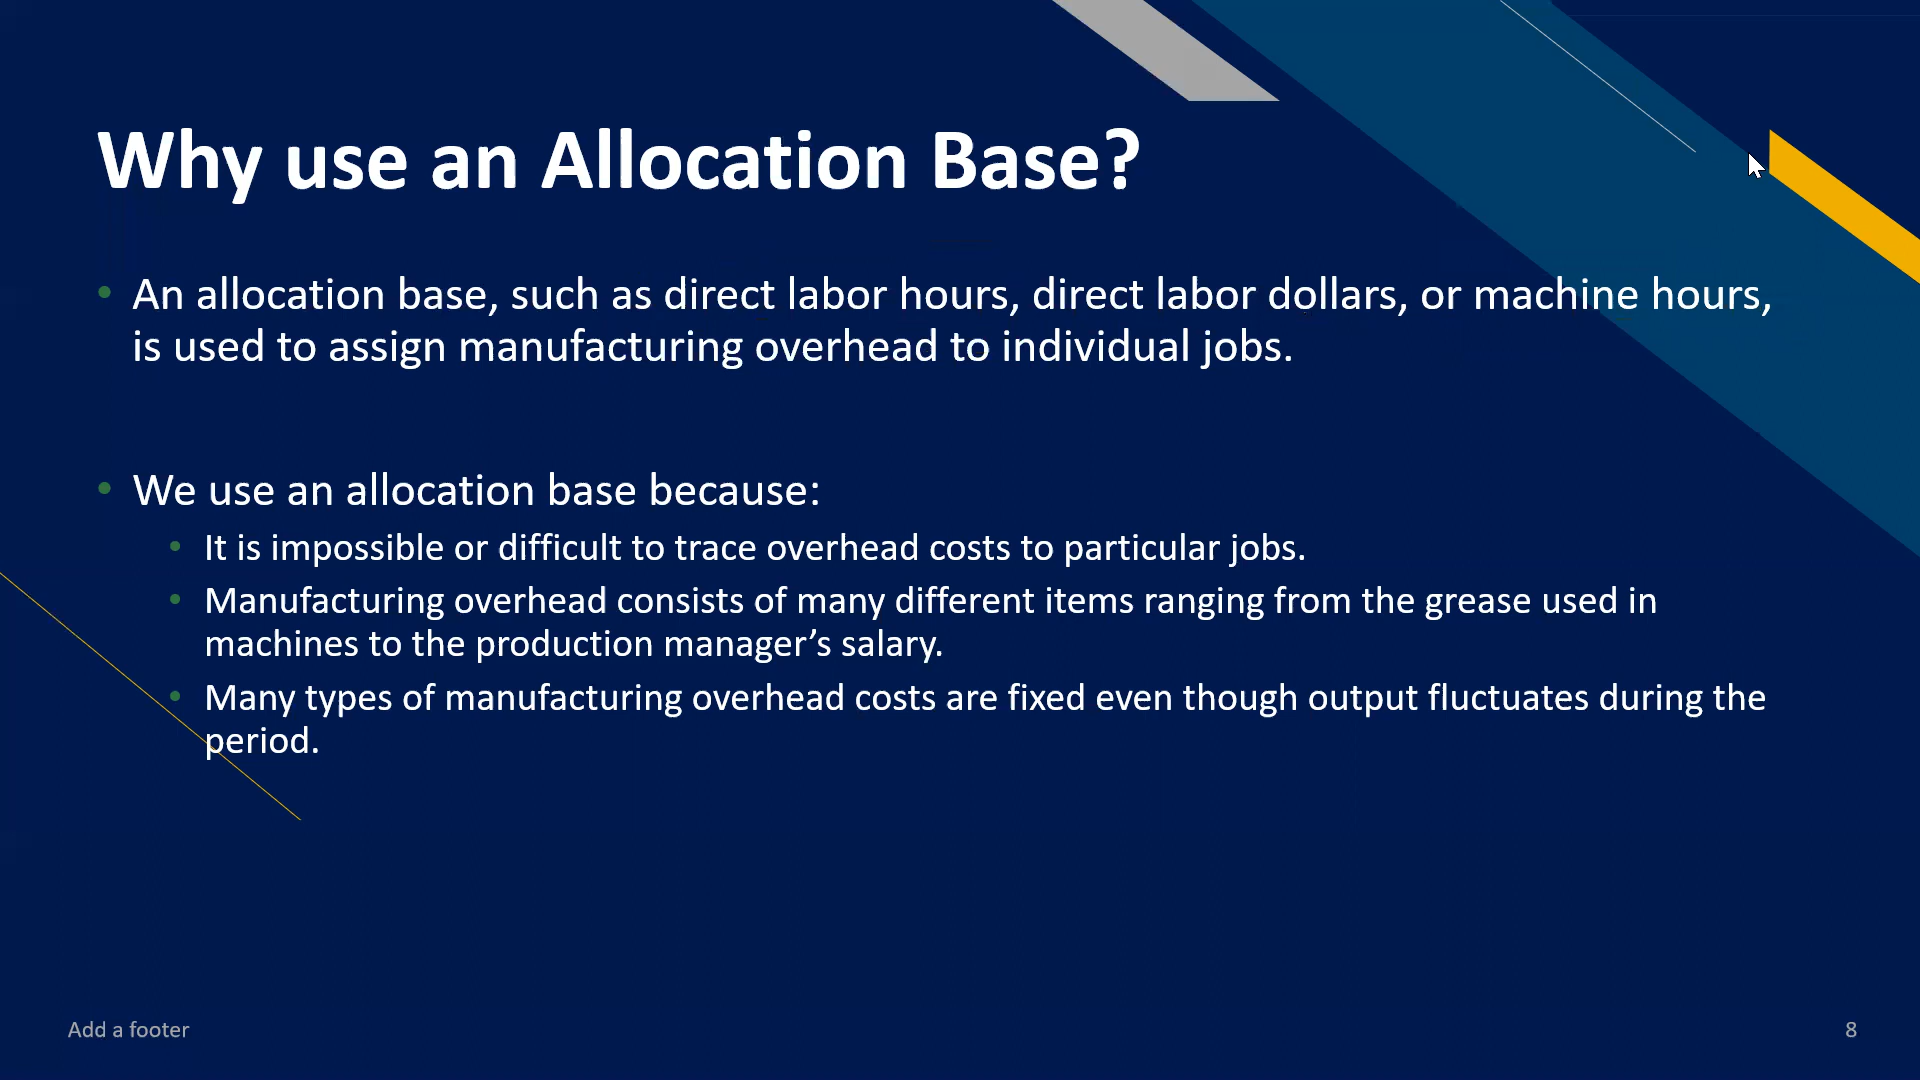 Why use an Allocation Base?
• An allocation base, such as direct labor hours, direct labor dollars, or machine hours,
is used to assign manufacturing overhead to individual jobs.
• We use an allocation base because:
• It is impossible or difficult to trace overhead costs to particular jobs.
• Manufacturing overhead consists of many different items ranging from the grease used in
machines to the production manager’s salary.
• Many types of manufacturing overhead costs are fixed even though output fluctuates during the
period.
Add a footer
8